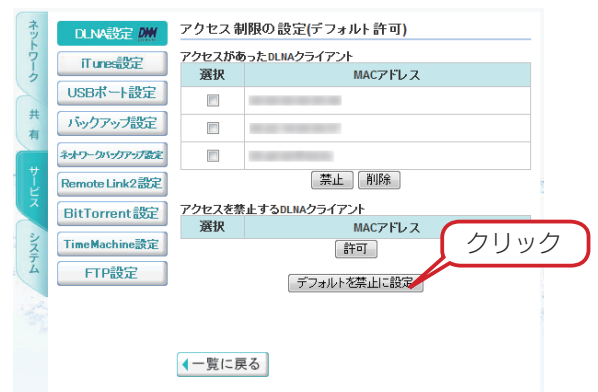 ネットワーク
共有
サービス
システム
DLNA設定
iTunes設定
USBポート設定
バックアップ設定
ネットワークバックアップ設定
Remote Link2設定
BitTorrent設定
TimeMachine設定
FTP設定
アクセス制限の設定(デフォルト許可)
アクセスがあったDLNAクライアント
選択 MACアドレス
禁止 削除
アクセスを禁止するDLNAクライアント
選択 MACアドレス
許可
クリック
デフォルトを禁止に設定
一覧に戻る